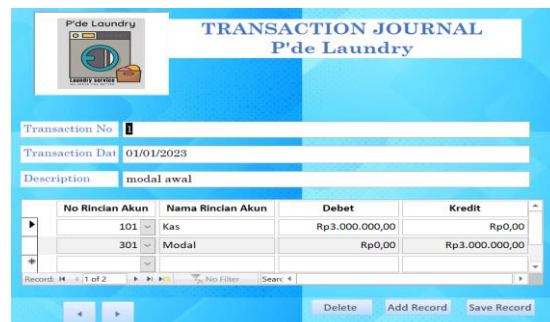 P'de Laundry
Laundry service
TRANSACTION JOURNAL
P'de Laundry
Transaction No 1
Transaction Dat 01/01/2023
Description modal awal
No Rincian Akun Nama Rincian Akun Debet Kredit
101 Kas Rp3.000.000,00 Rp0,00
301 Modal Rp0,00 Rp3.000.000,00
Record: 1 of 2 No Filter Searc
Delete Add Record Save Record